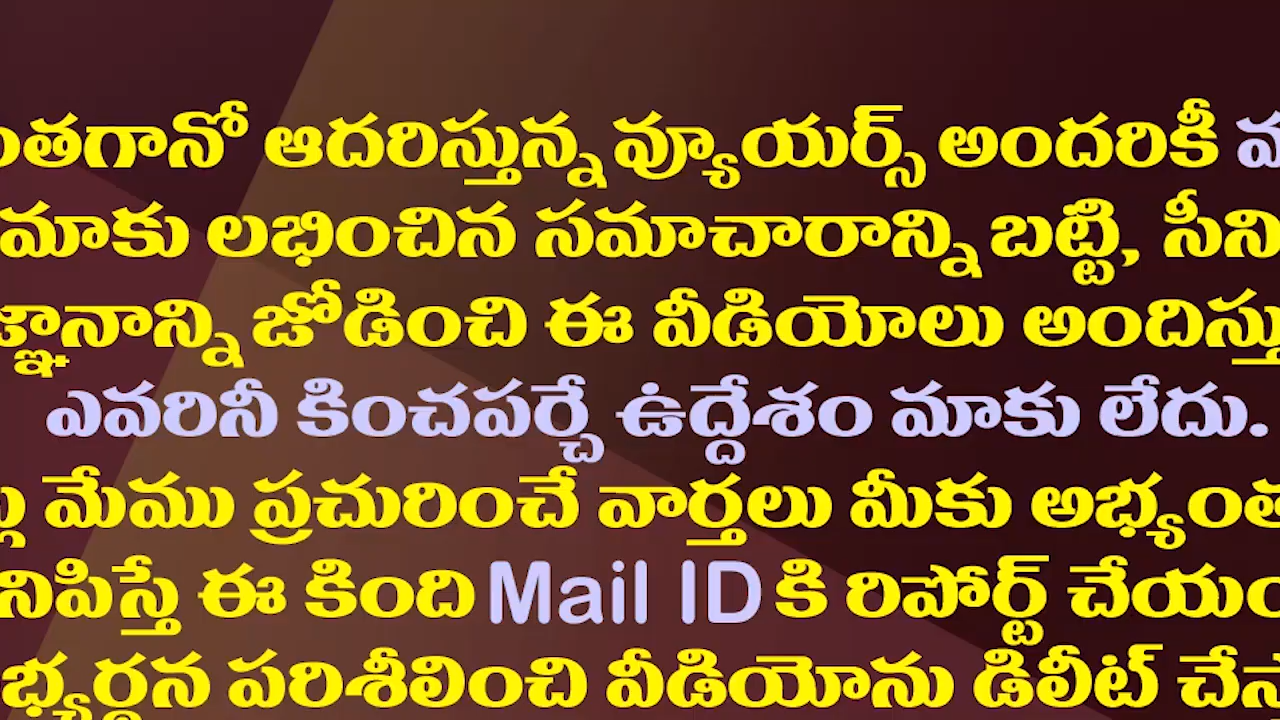 ఆదరిస్తున్న వ్యూయర్స్ అందరికీ
మాకు లభించిన సమాచారాన్ని బట్టి,
జోడించి ఈ వీడియోలు
ఎవరినీ కించపర్చే ఉద్దేశం మాకు లేదు.
మేము ప్రచురించే వార్తలు మీకు
ఈ కింది Mail ID కి రిపోర్ట్
పరిశీలించి వీడియోను డిలీట్